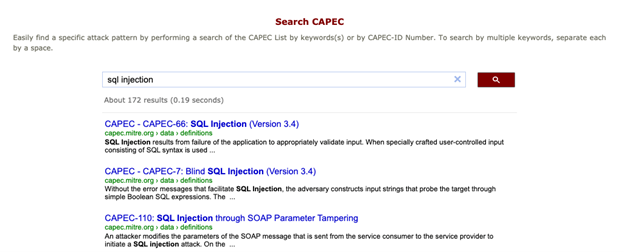 Search CAPEC
Easily find a specific attack pattern by performing a search of the CAPEC List by keywords(s) or by CAPEC-ID Number. To search by multiple keywords, separate each
by a space.
sql injection
About 172 results (0.19 seconds)
CAPEC - CAPEC-66: SQL Injection (Version 3.4)
capec.mitre.org › data › definitions
SQL Injection results from failure of the application to appropriately validate input. When specially crafted user-controlled input
consisting of SQL syntax is used ...
CAPEC - CAPEC-7: Blind SQL Injection (Version 3.4)
capec.mitre.org › data › definitions
Without the error messages that facilitate SQL Injection, the adversary constructs input strings that probe the target through
simple Boolean SQL expressions. The ...
CAPEC-110: SQL Injection through SOAP Parameter Tampering
capec.mitre.org › data › definitions
An attacker modifies the parameters of the SOAP message that is sent from the service consumer to the service provider to
initiate a SQL injection attack. On the ...